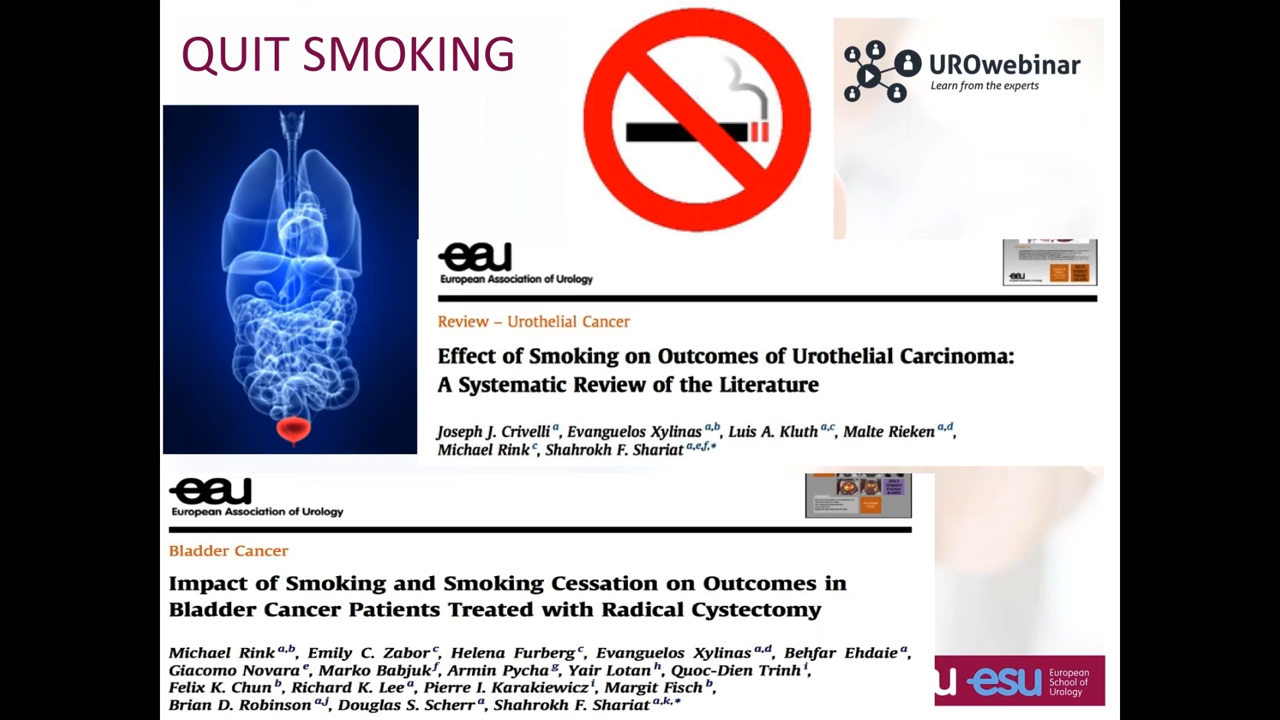 QUIT SMOKING
UROwebinar
Learn from the experts
eau
European Association of Urology
eau
Review – Urothelial Cancer
Effect of Smoking on Outcomes of Urothelial Carcinoma:
A Systematic Review of the Literature
Joseph J. Crivelli a, Evanguelos Xylinas a,b, Luis A. Kluth a,c, Malte Rieken a,d,
Michael Rink c, Shahrokh F. Shariat a,e,f,*
eau
European Association of Urology
Bladder Cancer
Impact of Smoking and Smoking Cessation on Outcomes in
Bladder Cancer Patients Treated with Radical Cystectomy
Michael Rink a,b, Emily C. Zabor c, Helena Furberg c, Evanguelos Xylinas a,d, Behfar Ehdaie a,
Giacomo Novara e, Marko Babjuk f, Armin Pycha g, Yair Lotan h, Quoc-Dien Trinh i,
Felix K. Chun b, Richard K. Lee a, Pierre I. Karakiewicz i, Margit Fisch b,
Brian D. Robinson a,j, Douglas S. Scherr a, Shahrokh F. Shariat a,k,*
u
esu
European
School of
Urology